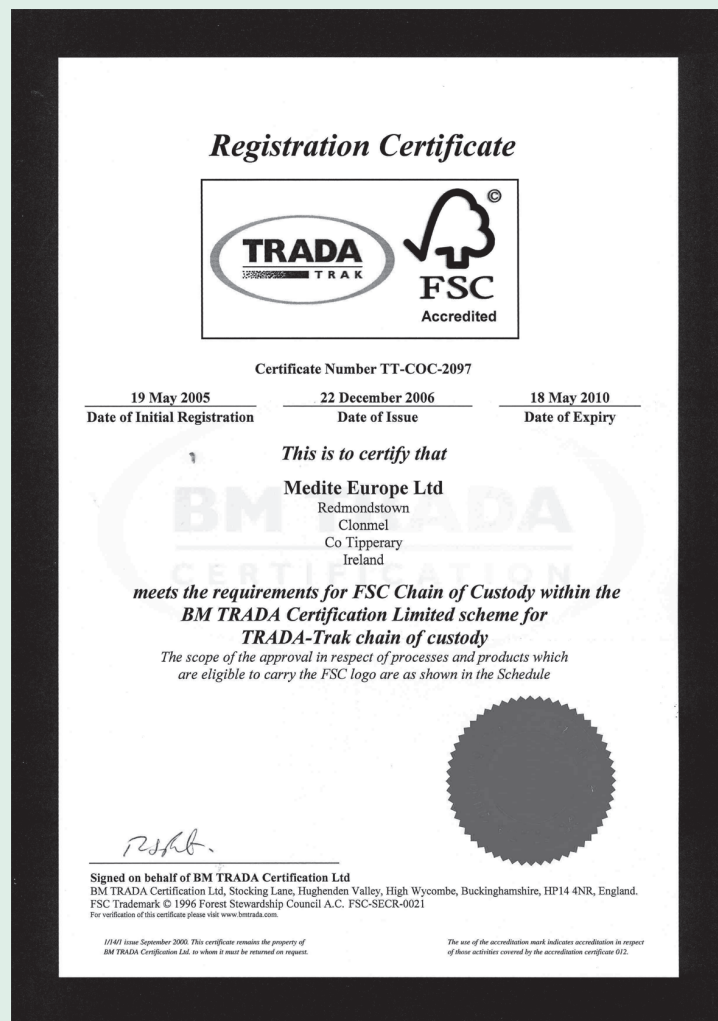 Registration Certificate
©
TRADA
TRAK
FSC
Accredited
Certificate Number TT-COC-2097
19 May 2005
Date of Initial Registration
22 December 2006
Date of Issue
18 May 2010
Date of Expiry
This is to certify that
Medite Europe Ltd
Redmondstown
Clonmel
Co Tipperary
Ireland
BM TRADA
CERTIFICATION
meets the requirements for FSC Chain of Custody within the
BM TRADA Certification Limited scheme for
TRADA-Trak chain of custody
The scope of the approval in respect of processes and products which
are eligible to carry the FSC logo are as shown in the Schedule
Signed on behalf of BM TRADA Certification Ltd
BM TRADA Certification Ltd, Stocking Lane, Hughenden Valley, High Wycombe, Buckinghamshire, HP14 4NR, England.
FSC Trademark © 1996 Forest Stewardship Council A.C. FSC-SECR-0021
For verification of this certificate please visit www.bmtrada.com.
1/14/1 issue September 2000. This certificate remains the property of
BM TRADA Certification Ltd. to whom it must be returned on request.
The use of the accreditation mark indicates accreditation in respect
of those activities covered by the accreditation certificate 012.